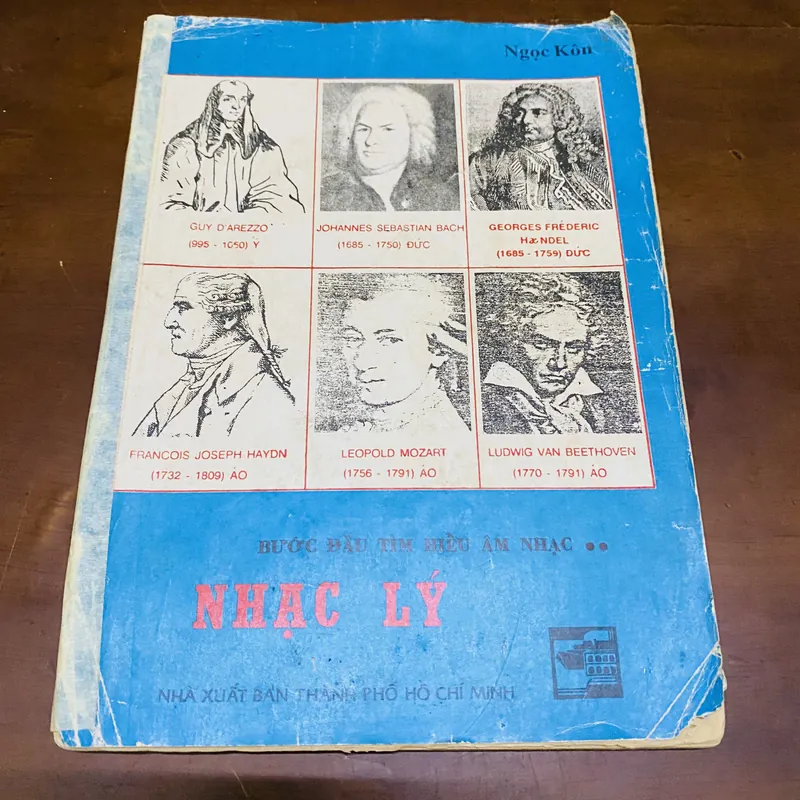 Ngọc Kôn
GUY D'AREZZO
(995 - 1050) Ý
JOHANNES SEBASTIAN BACH
(1685 - 1750) ĐỨC
GEORGES FRÉDERIC
HÆNDEL
(1685 - 1759) ĐỨC
FRANCOIS JOSEPH HAYDN
(1732 - 1809) ÁO
LEOPOLD MOZART
(1756 - 1791) ÁO
LUDWIG VAN BEETHOVEN
(1770 - 1791) ÁO
BƯỚC ĐẦU TÌM HIỂU ÂM NHẠC ●●
NHẠC LÝ
NHÀ XUẤT BẢN THÀNH PHỐ HỒ CHÍ MINH